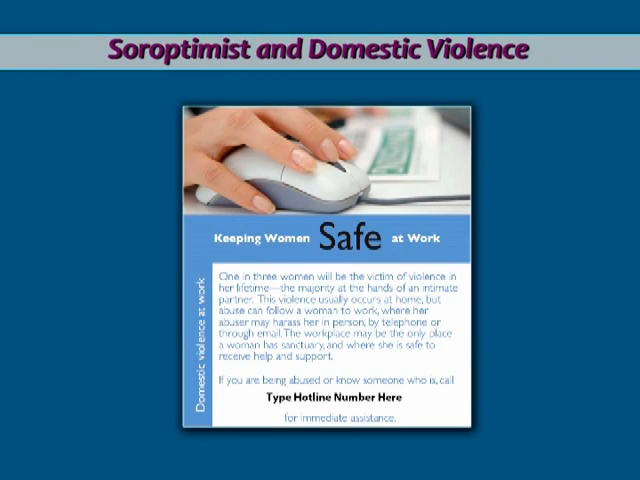 Soroptimist and Domestic Violence
Keeping Women Safe at Work
Domestic violence at work
One in three women will be the victim of violence in
her lifetime—the majority at the hands of an intimate
partner. This violence usually occurs at home, but
abuse can follow a woman to work, where her
abuser may harass her in person, by telephone or
through email. The workplace may be the only place
a woman has sanctuary, and where she is safe to
receive help and support.
If you are being abused or know someone who is, call
Type Hotline Number Here
for immediate assistance.